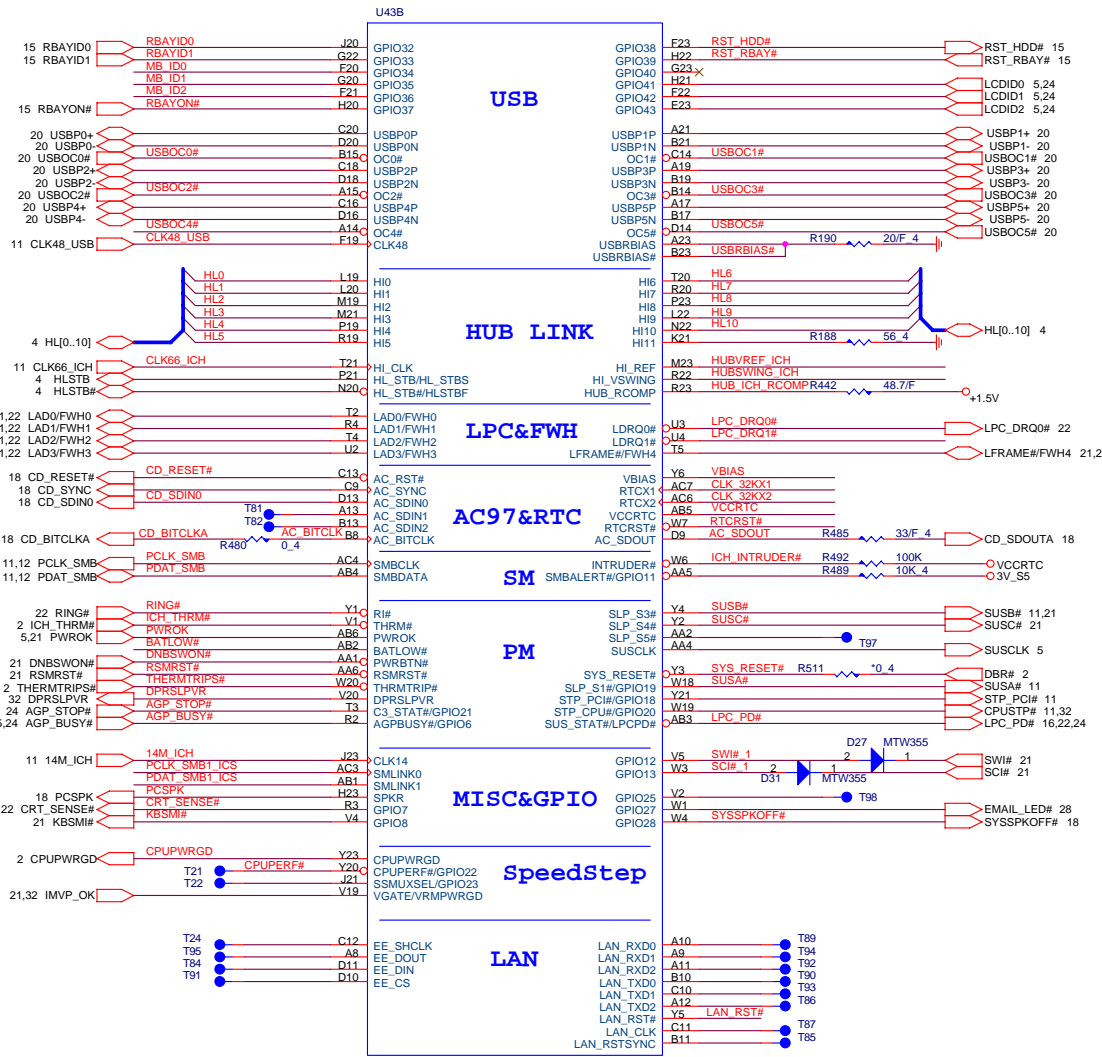 U43B
15 RBAYID0 RBAYID0 J20 GPIO32 GPIO38 F23 RST_HDD# RST_HDD# 15
15 RBAYID1 RBAYID1 G22 GPIO33 GPIO39 H22 RST_RBAY# RST_RBAY# 15
MB_ID0 F20 GPIO34 GPIO40 G23
MB_ID1 G20 GPIO35 GPIO41 H21 LCDID0 5,24
MB_ID2 F21 GPIO36 GPIO42 F22 LCDID1 5,24
15 RBAYON# RBAYON# H20 GPIO37 GPIO43 E23 LCDID2 5,24
USB
20 USBP0+ C20 USBP0P USBP1P A21 USBP1+ 20
20 USBP0- D20 USBP0N USBP1N B21 USBP1- 20
20 USBOC0# USBOC0# B15 OC0# OC1# C14 USBOC1# USBOC1# 20
20 USBP2+ C18 USBP2P USBP3P A19 USBP3+ 20
20 USBP2- D18 USBP2N USBP3N B19 USBP3- 20
20 USBOC2# USBOC2# A15 OC2# OC3# B14 USBOC3# USBOC3# 20
20 USBP4+ C16 USBP4P USBP5P A17 USBP5+ 20
20 USBP4- D16 USBP4N USBP5N B17 USBP5- 20
USBOC4# A14 OC4# OC5# D14 USBOC5# USBOC5# 20
11 CLK48_USB CLK48_USB F19 CLK48 USBRBIAS A23 R190 20/F_4
USBRBIAS# B23 USBRBIAS#
HL0 L19 HI0 HI6 T20 HL6
HL1 L20 HI1 HI7 R20 HL7
HL2 M19 HI2 HI8 P23 HL8
HL3 M21 HI3 HI9 L22 HL9
HL4 P19 HI4 HI10 N22 HL10 HL[0..10] 4
4 HL[0..10] HL5 R19 HI5 HI11 K21 R188 56_4
HUB LINK
11 CLK66_ICH CLK66_ICH T21 HI_CLK HI_REF M23 HUBVREF_ICH
4 HLSTB P21 HL_STB/HL_STBS HI_VSWING R22 HUBSWING_ICH
4 HLSTB# N20 HL_STB#/HLSTBF HUB_RCOMP R23 HUB_ICH_RCOMP R442 48.7/F +1.5V
1,22 LAD0/FWH0 T2 LAD0/FWH0
1,22 LAD1/FWH1 R4 LAD1/FWH1 LDRQ0# U3 LPC_DRQ0# LPC_DRQ0# 22
1,22 LAD2/FWH2 T4 LAD2/FWH2 LDRQ1# U4 LPC_DRQ1#
1,22 LAD3/FWH3 U2 LAD3/FWH3 LFRAME#/FWH4 T5 LFRAME#/FWH4 21,2
LPC&FWH
18 CD_RESET# CD_RESET# C13 AC_RST# VBIAS Y6 VBIAS
18 CD_SYNC C9 AC_SYNC RTCX1 AC7 CLK_32KX1
18 CD_SDIN0 CD_SDIN0 D13 AC_SDIN0 RTCX2 AC6 CLK_32KX2
T81 A13 AC_SDIN1 VCCRTC AB5 VCCRTC
T82 B13 AC_SDIN2 RTCRST# W7 RTCRST#
18 CD_BITCLKA CD_BITCLKA R480 0_4 AC_BITCLK B8 AC_BITCLK AC_SDOUT D9 AC_SDOUT R485 33/F_4 CD_SDOUTA 18
AC97&RTC
11,12 PCLK_SMB PCLK_SMB AC4 SMBCLK INTRUDER# W6 ICH_INTRUDER# R492 100K VCCRTC
11,12 PDAT_SMB PDAT_SMB AB4 SMBDATA SMBALERT#/GPIO11 AA5 R489 10K_4 3V_S5
SM
22 RING# RING# Y1 RI# SLP_S3# Y4 SUSB# SUSB# 11,21
2 ICH_THRM# ICH_THRM# V1 THRM# SLP_S4# Y2 SUSC# SUSC# 21
5,21 PWROK PWROK AB6 PWROK SLP_S5# AA2 T97
BATLOW# AB2 BATLOW# SUSCLK AA4 SUSCLK 5
21 DNBSWON# DNBSWON# AA1 PWRBTN#
21 RSMRST# RSMRST# AA6 RSMRST# SYS_RESET# Y3 SYS_RESET# R511 *0_4 DBR# 2
2 THERMTRIPS# THERMTRIPS# W20 THRMTRIP# SLP_S1#/GPIO19 W18 SUSA# SUSA# 11
32 DPRSLPVR DPRSLPVR V20 DPRSLPVR STP_PCI#/GPIO18 Y21 STP_PCI# 11
24 AGP_STOP# AGP_STOP# T3 C3_STAT#/GPIO21 STP_CPU#/GPIO20 W19 CPUSTP# 11,32
5,24 AGP_BUSY# AGP_BUSY# R2 AGPBUSY#/GPIO6 SUS_STAT#/LPCPD# AB3 LPC_PD# LPC_PD# 16,22,24
PM
11 14M_ICH 14M_ICH J23 CLK14 GPIO12 V5 SWI#_1 2 D27 MTW355 1 SWI# 21
PCLK_SMB1_ICS AC3 SMLINK0 GPIO13 W3 SCI#_1 D31 2 1 MTW355 SCI# 21
PDAT_SMB1_ICS AB1 SMLINK1
18 PCSPK PCSPK H23 SPKR GPIO25 V2 T98
22 CRT_SENSE# CRT_SENSE# R3 GPIO7 GPIO27 W1 EMAIL_LED# 28
21 KBSMI# KBSMI# V4 GPIO8 GPIO28 W4 SYSSPKOFF# SYSSPKOFF# 18
MISC&GPIO
2 CPUPWRGD CPUPWRGD Y23 CPUPWRGD
T21 CPUPERF# Y20 CPUPERF#/GPIO22
T22 J21 SSMUXSEL/GPIO23
21,32 IMVP_OK V19 VGATE/VRMPWRGD
SpeedStep
T24 C12 EE_SHCLK LAN_RXD0 A10 T89
T95 A8 EE_DOUT LAN_RXD1 A9 T94
T84 D11 EE_DIN LAN_RXD2 A11 T92
T91 D10 EE_CS LAN_TXD0 B10 T90
LAN_TXD1 C10 T93
LAN_TXD2 A12 T86
LAN_RST# Y5 LAN_RST#
LAN_CLK C11 T87
LAN_RSTSYNC B11 T85
LAN